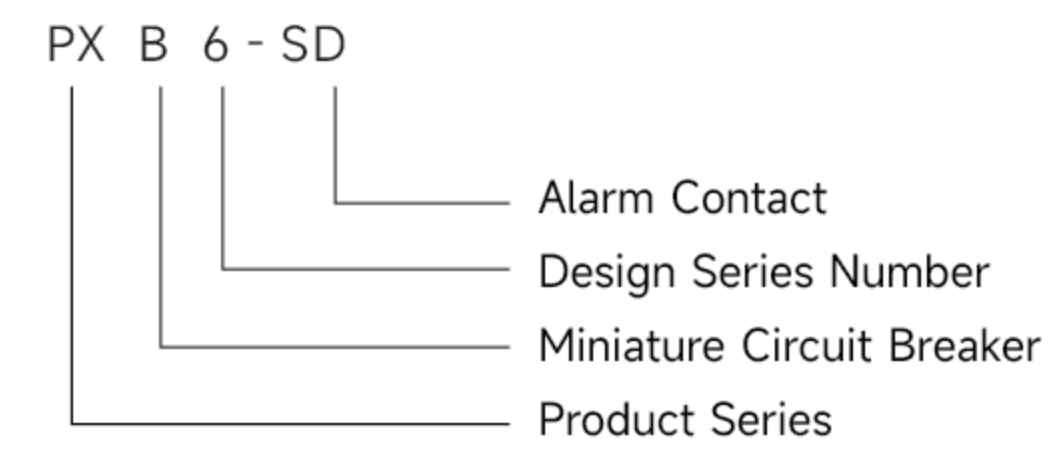 PX B 6 - SD
Alarm Contact
Design Series Number
Miniature Circuit Breaker
Product Series